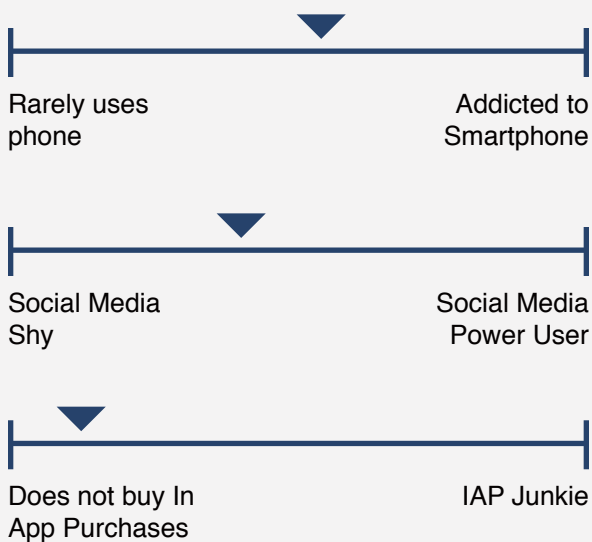 Rarely uses
phone
Addicted to
Smartphone
Social Media
Shy
Social Media
Power User
Does not buy In
App Purchases
IAP Junkie